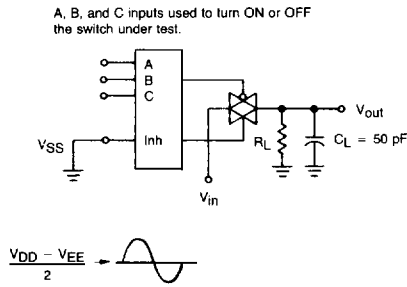 A, B, and C inputs used to turn ON or OFF
the switch under test.
A
B
C
Inh
VSS
Vin
Vout
RL
CL = 50 pF
VDD – VEE
2